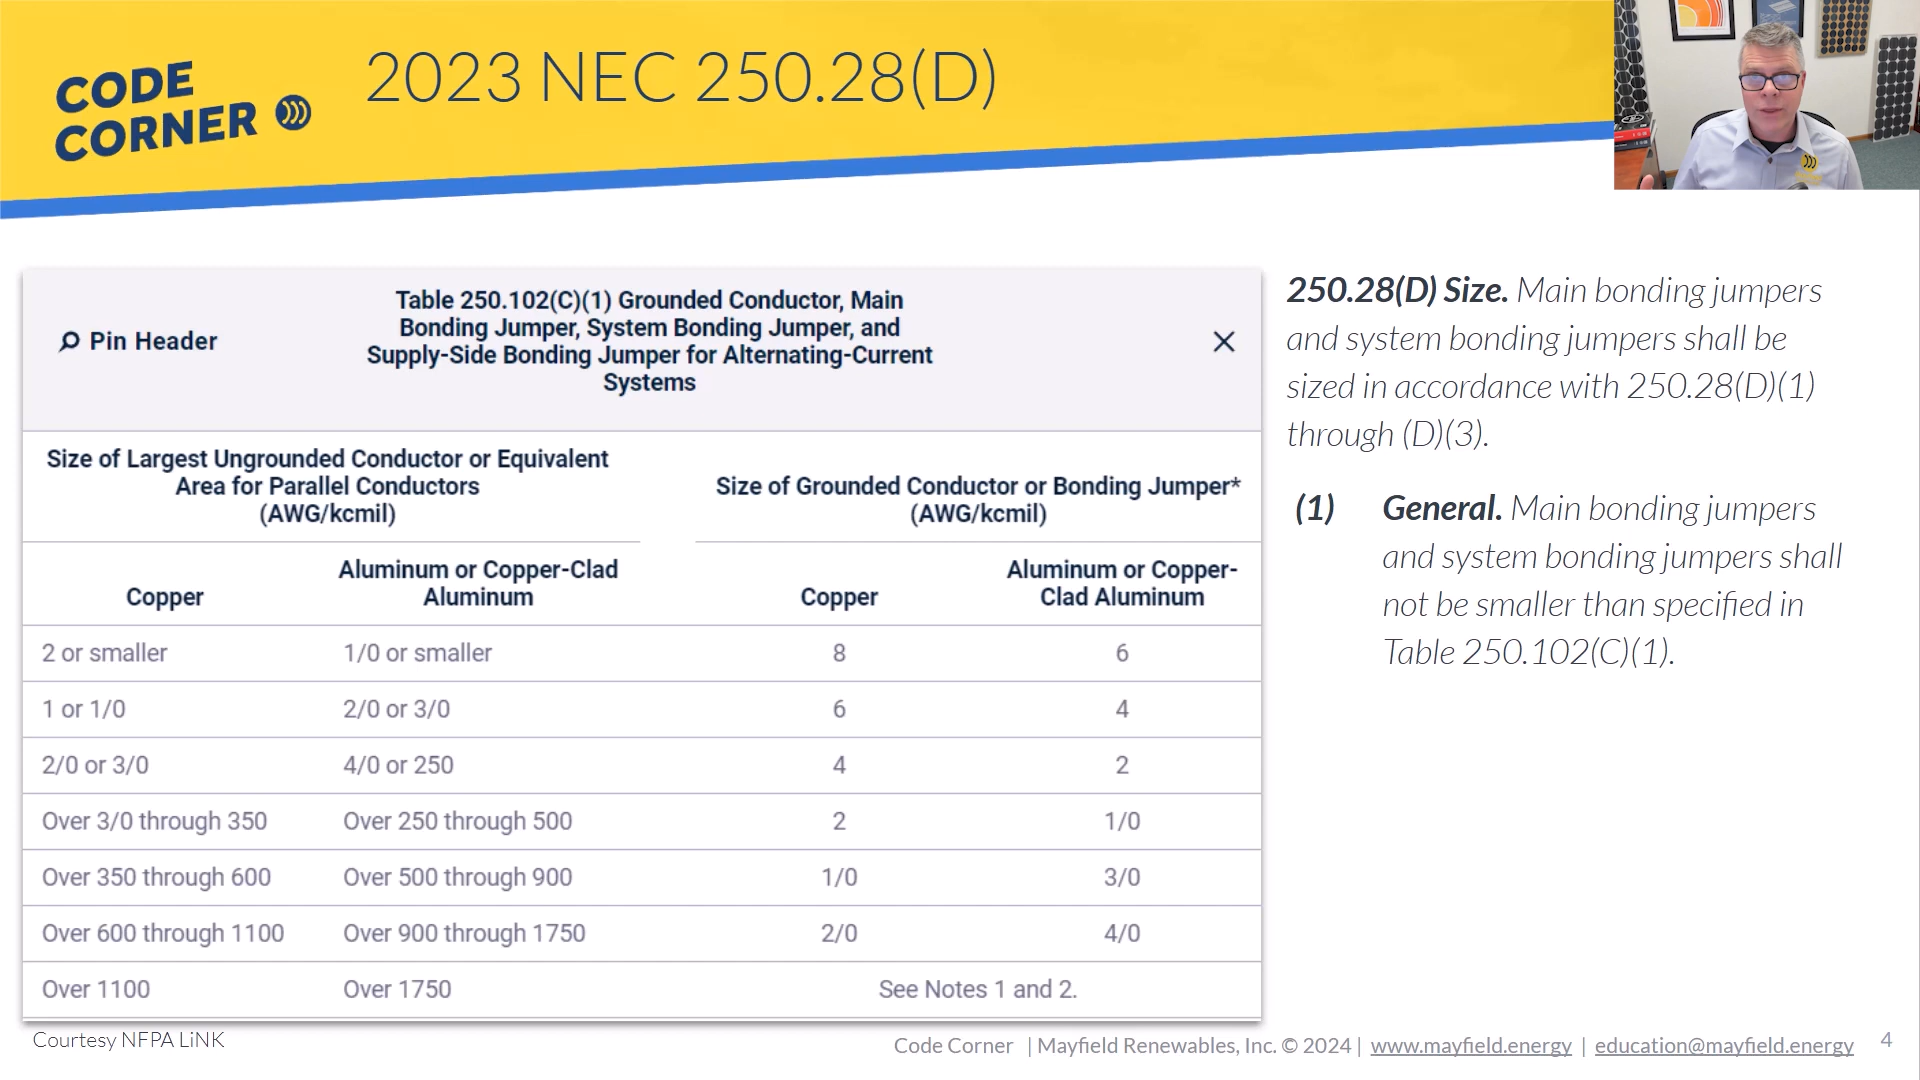 CODE
CORNER
2023 NEC 250.28(D)
Pin Header
Table 250.102(C)(1) Grounded Conductor, Main
Bonding Jumper, System Bonding Jumper, and
Supply-Side Bonding Jumper for Alternating-Current
Systems
Size of Largest Ungrounded Conductor or Equivalent
Area for Parallel Conductors
(AWG/kcmil)
Size of Grounded Conductor or Bonding Jumper*
(AWG/kcmil)
Copper
Aluminum or Copper-Clad
Aluminum
Copper
Aluminum or Copper-
Clad Aluminum
2 or smaller 1/0 or smaller 8 6
1 or 1/0 2/0 or 3/0 6 4
2/0 or 3/0 4/0 or 250 4 2
Over 3/0 through 350 Over 250 through 500 2 1/0
Over 350 through 600 Over 500 through 900 1/0 3/0
Over 600 through 1100 Over 900 through 1750 2/0 4/0
Over 1100 Over 1750 See Notes 1 and 2.
250.28(D) Size. Main bonding jumpers
and system bonding jumpers shall be
sized in accordance with 250.28(D)(1)
through (D)(3).
(1) General. Main bonding jumpers
and system bonding jumpers shall
not be smaller than specified in
Table 250.102(C)(1).
Courtesy NFPA LiNK
Code Corner | Mayfield Renewables, Inc. © 2024 | www.mayfield.energy | education@mayfield.energy
4